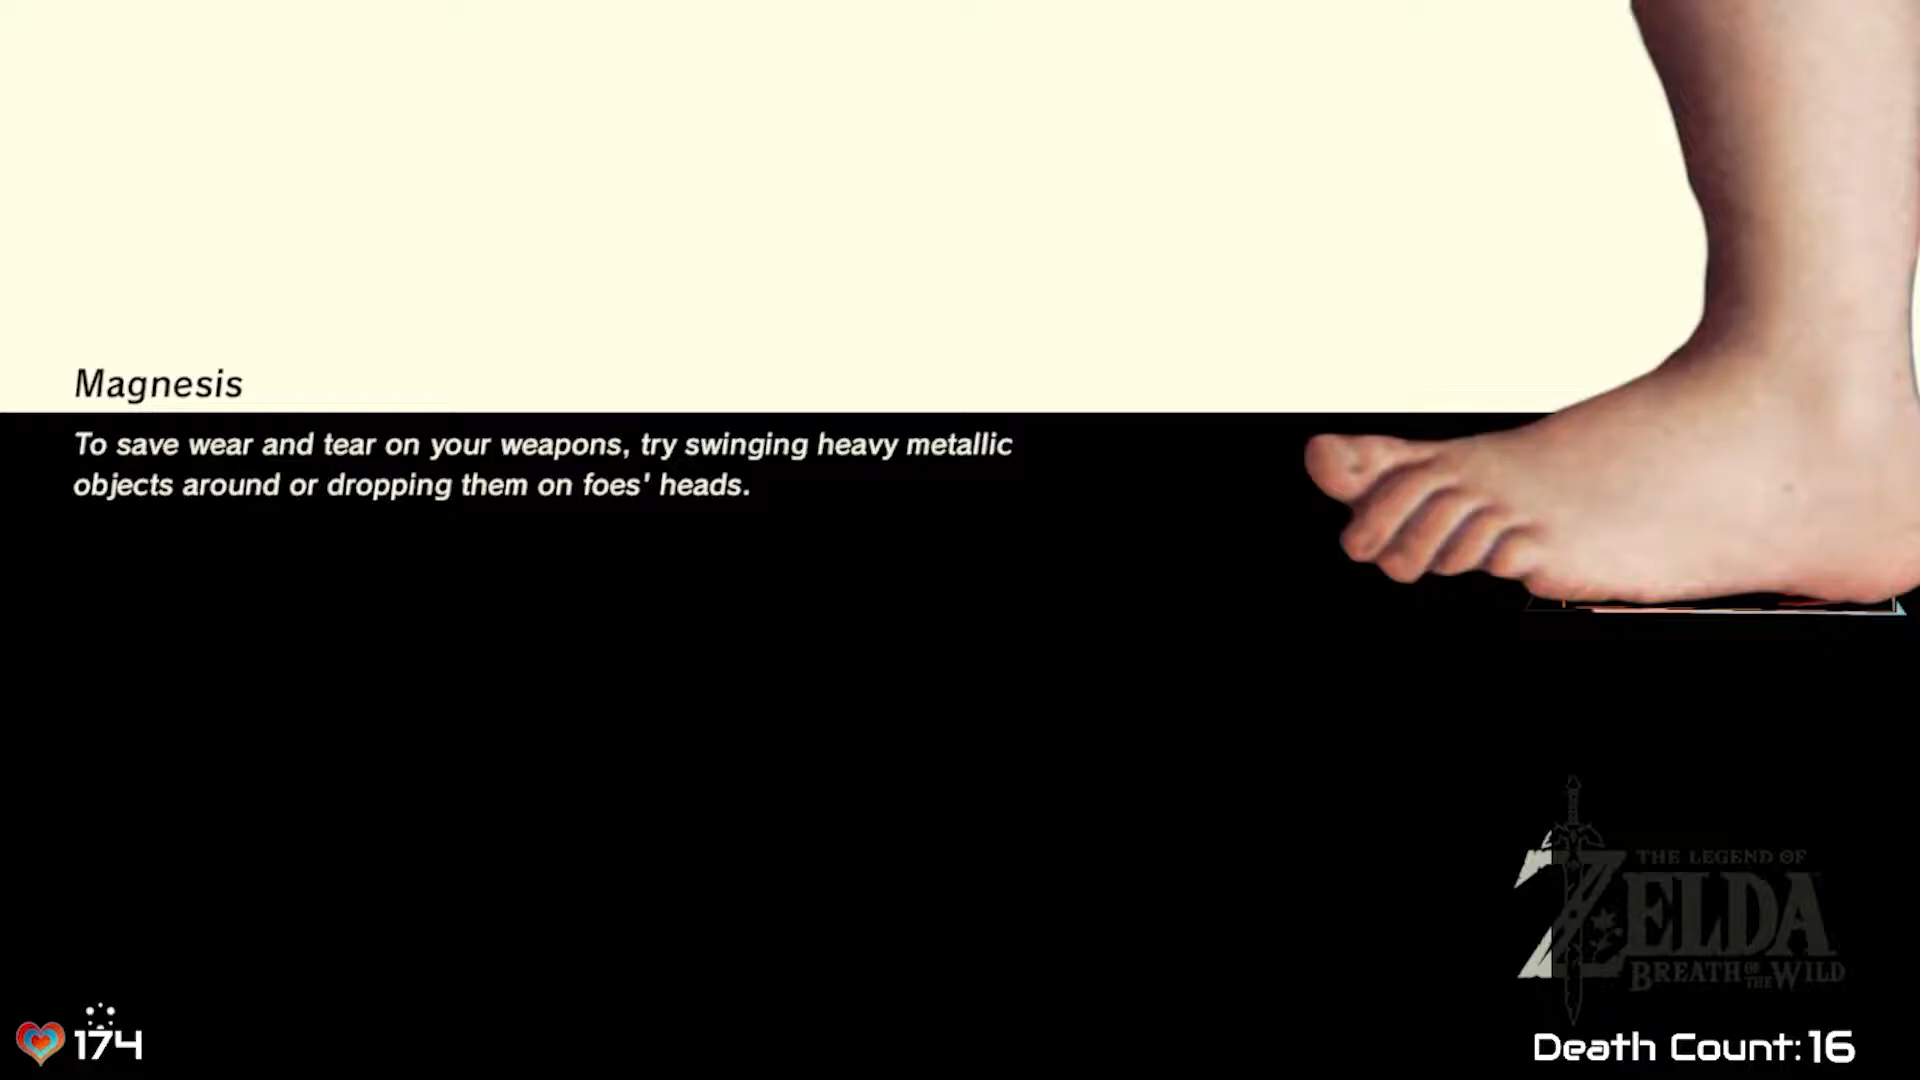 Magnesis
To save wear and tear on your weapons, try swinging heavy metallic
objects around or dropping them on foes' heads.
THE LEGEND OF
ZELDA
BREATH OF THE WILD
174
Death Count: 16